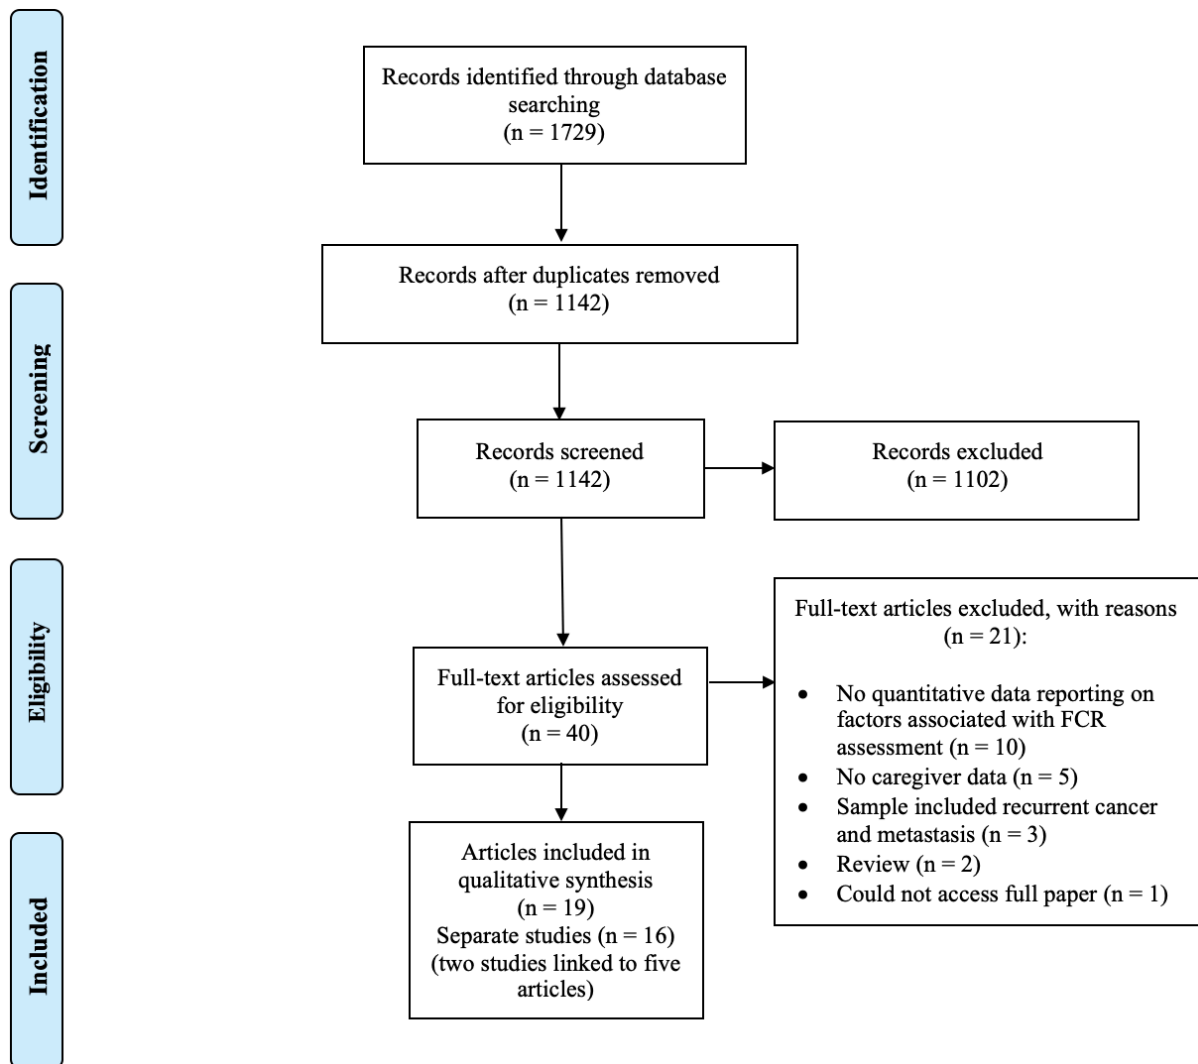 Identification
Records identified through database
searching
(n = 1729)
Records after duplicates removed
(n = 1142)
Screening
Records screened
(n = 1142)
Records excluded
(n = 1102)
Eligibility
Full-text articles assessed
for eligibility
(n = 40)
Full-text articles excluded, with reasons
(n = 21):
• No quantitative data reporting on
factors associated with FCR
assessment (n = 10)
• No caregiver data (n = 5)
• Sample included recurrent cancer
and metastasis (n = 3)
• Review (n = 2)
• Could not access full paper (n = 1)
Included
Articles included in
qualitative synthesis
(n = 19)
Separate studies (n = 16)
(two studies linked to five
articles)